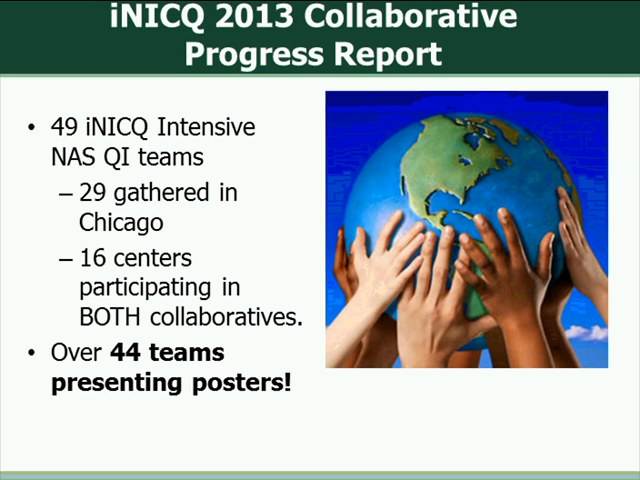 iNICQ 2013 Collaborative
Progress Report
• 49 iNICQ Intensive
NAS QI teams
– 29 gathered in
Chicago
– 16 centers
participating in
BOTH collaboratives.
• Over 44 teams
presenting posters!